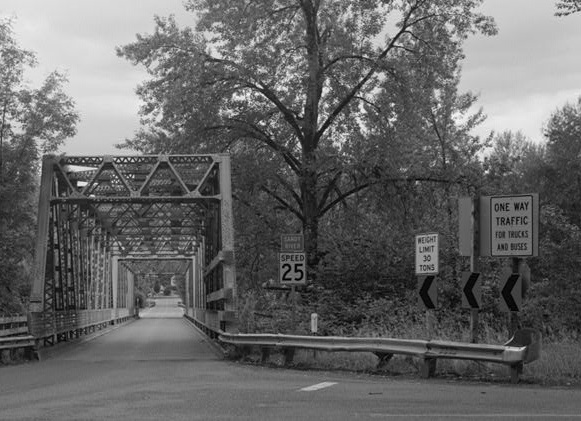 SANDY
RIVER
SPEED
25
WEIGHT
LIMIT
30
TONS
ONE WAY
TRAFFIC
FOR TRUCKS
AND BUSES